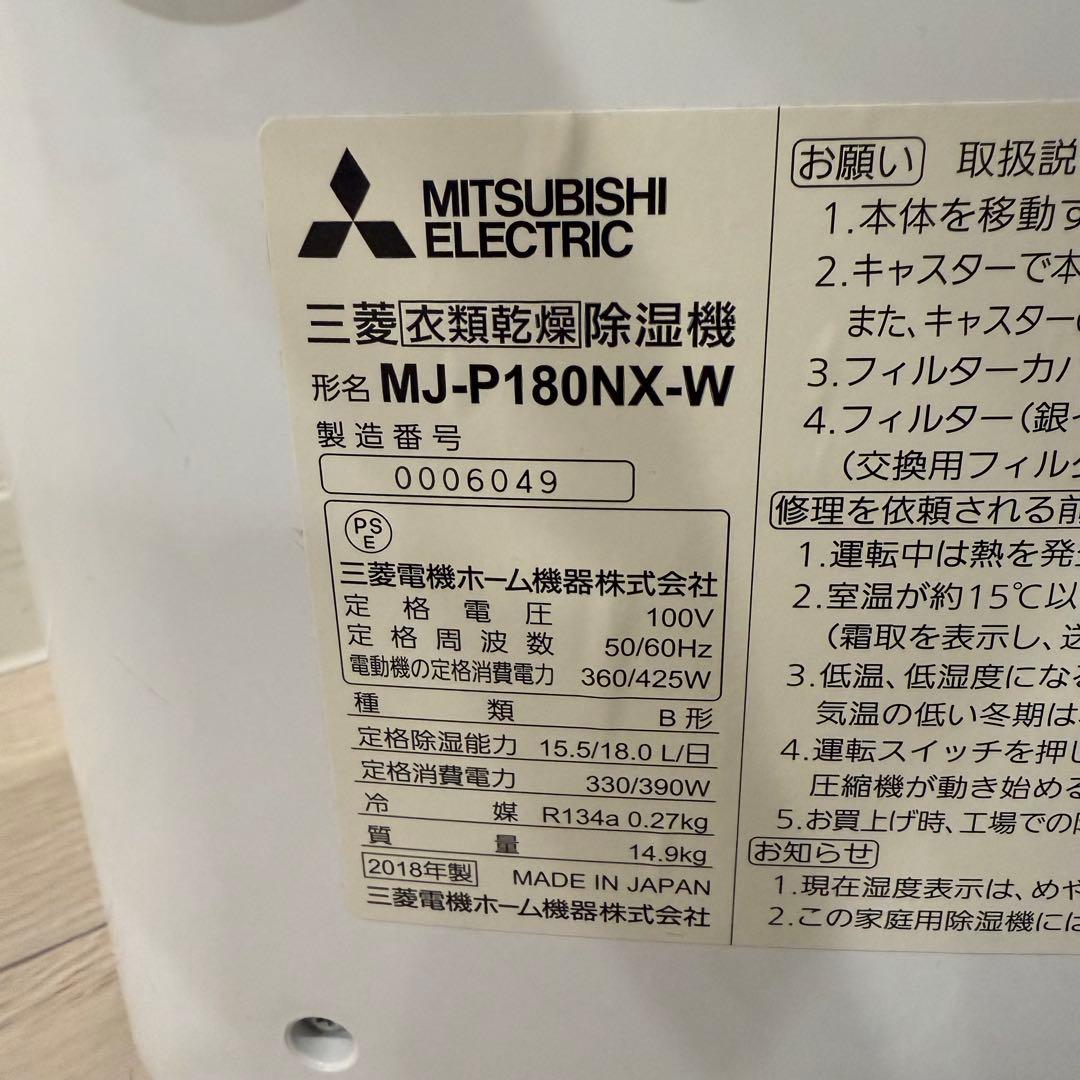 MITSUBISHI
ELECTRIC
三菱 衣類乾燥 除湿機
形名 MJ-P180NX-W
製造番号
0006049
PS
E
三菱電機ホーム機器株式会社
定格電圧 100V
定格周波数 50/60Hz
電動機の定格消費電力 360/425W
種類 B形
定格除湿能力 15.5/18.0 L/日
定格消費電力 330/390W
冷媒 R134a 0.27kg
質量 14.9kg
2018年製 MADE IN JAPAN
三菱電機ホーム機器株式会社
お願い 取扱説
1.本体を移動す
2.キャスターで本
また、キャスター
3.フィルターカバ
4.フィルター(銀
(交換用フィル
修理を依頼される前
1.運転中は熱を発
2.室温が約15℃以
(霜取を表示し、送
3.低温、低湿度にな
気温の低い冬期は
4.運転スイッチを押し
圧縮機が動き始める
5.お買上げ時、工場での
お知らせ
1.現在湿度表示は、めや
2.この家庭用除湿機には